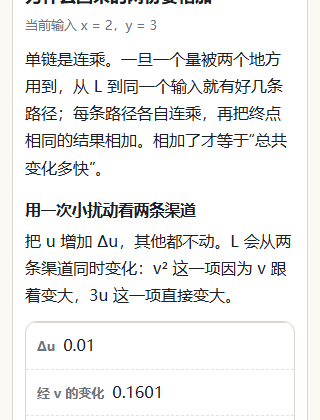 当前输入 x = 2，y = 3
单链是连乘。一旦一个量被两个地方
用到，从 L 到同一个输入就有好几条
路径；每条路径各自连乘，再把终点
相同的结果相加。相加了才等于“总共
变化多快”。
用一次小扰动看两条渠道
把 u 增加 Δu，其他都不动。L 会从两
条渠道同时变化：v² 这一项因为 v 跟
着变大，3u 这一项直接变大。
Δu 0.01
经 v 的变化 0.1601